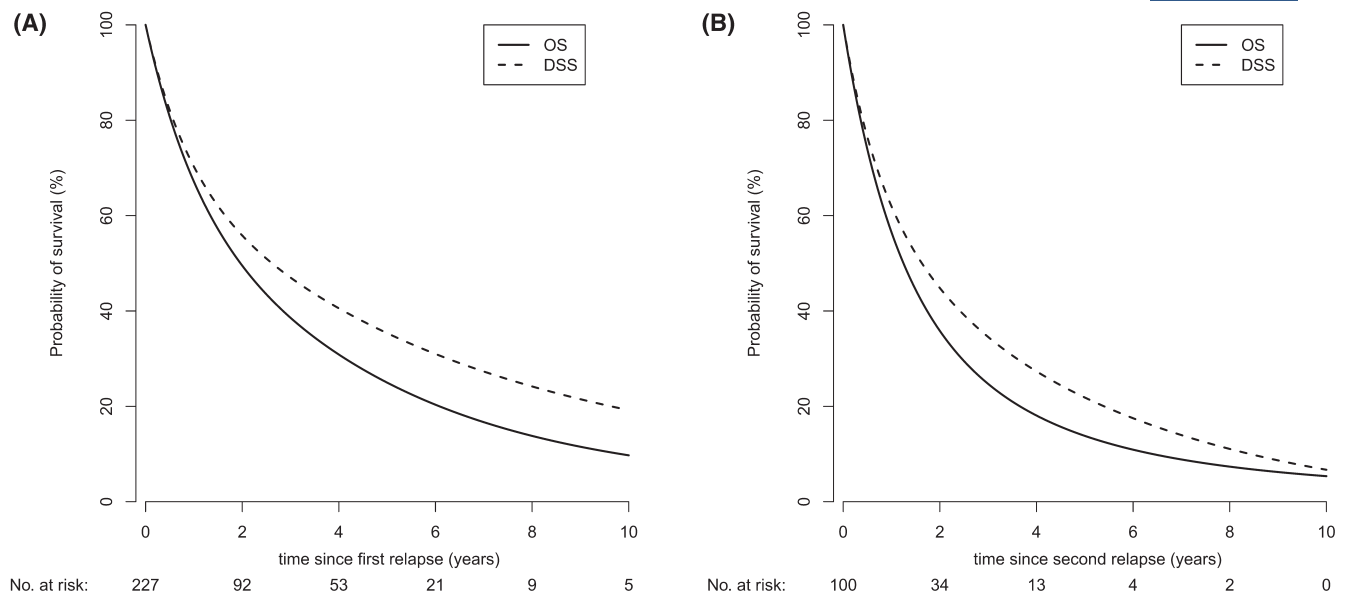 (A)
100
80
60
40
20
0
Probability of survival (%)
OS
DSS
0 2 4 6 8 10
time since first relapse (years)
No. at risk: 227 92 53 21 9 5
(B)
100
80
60
40
20
0
Probability of survival (%)
OS
DSS
0 2 4 6 8 10
time since second relapse (years)
No. at risk: 100 34 13 4 2 0